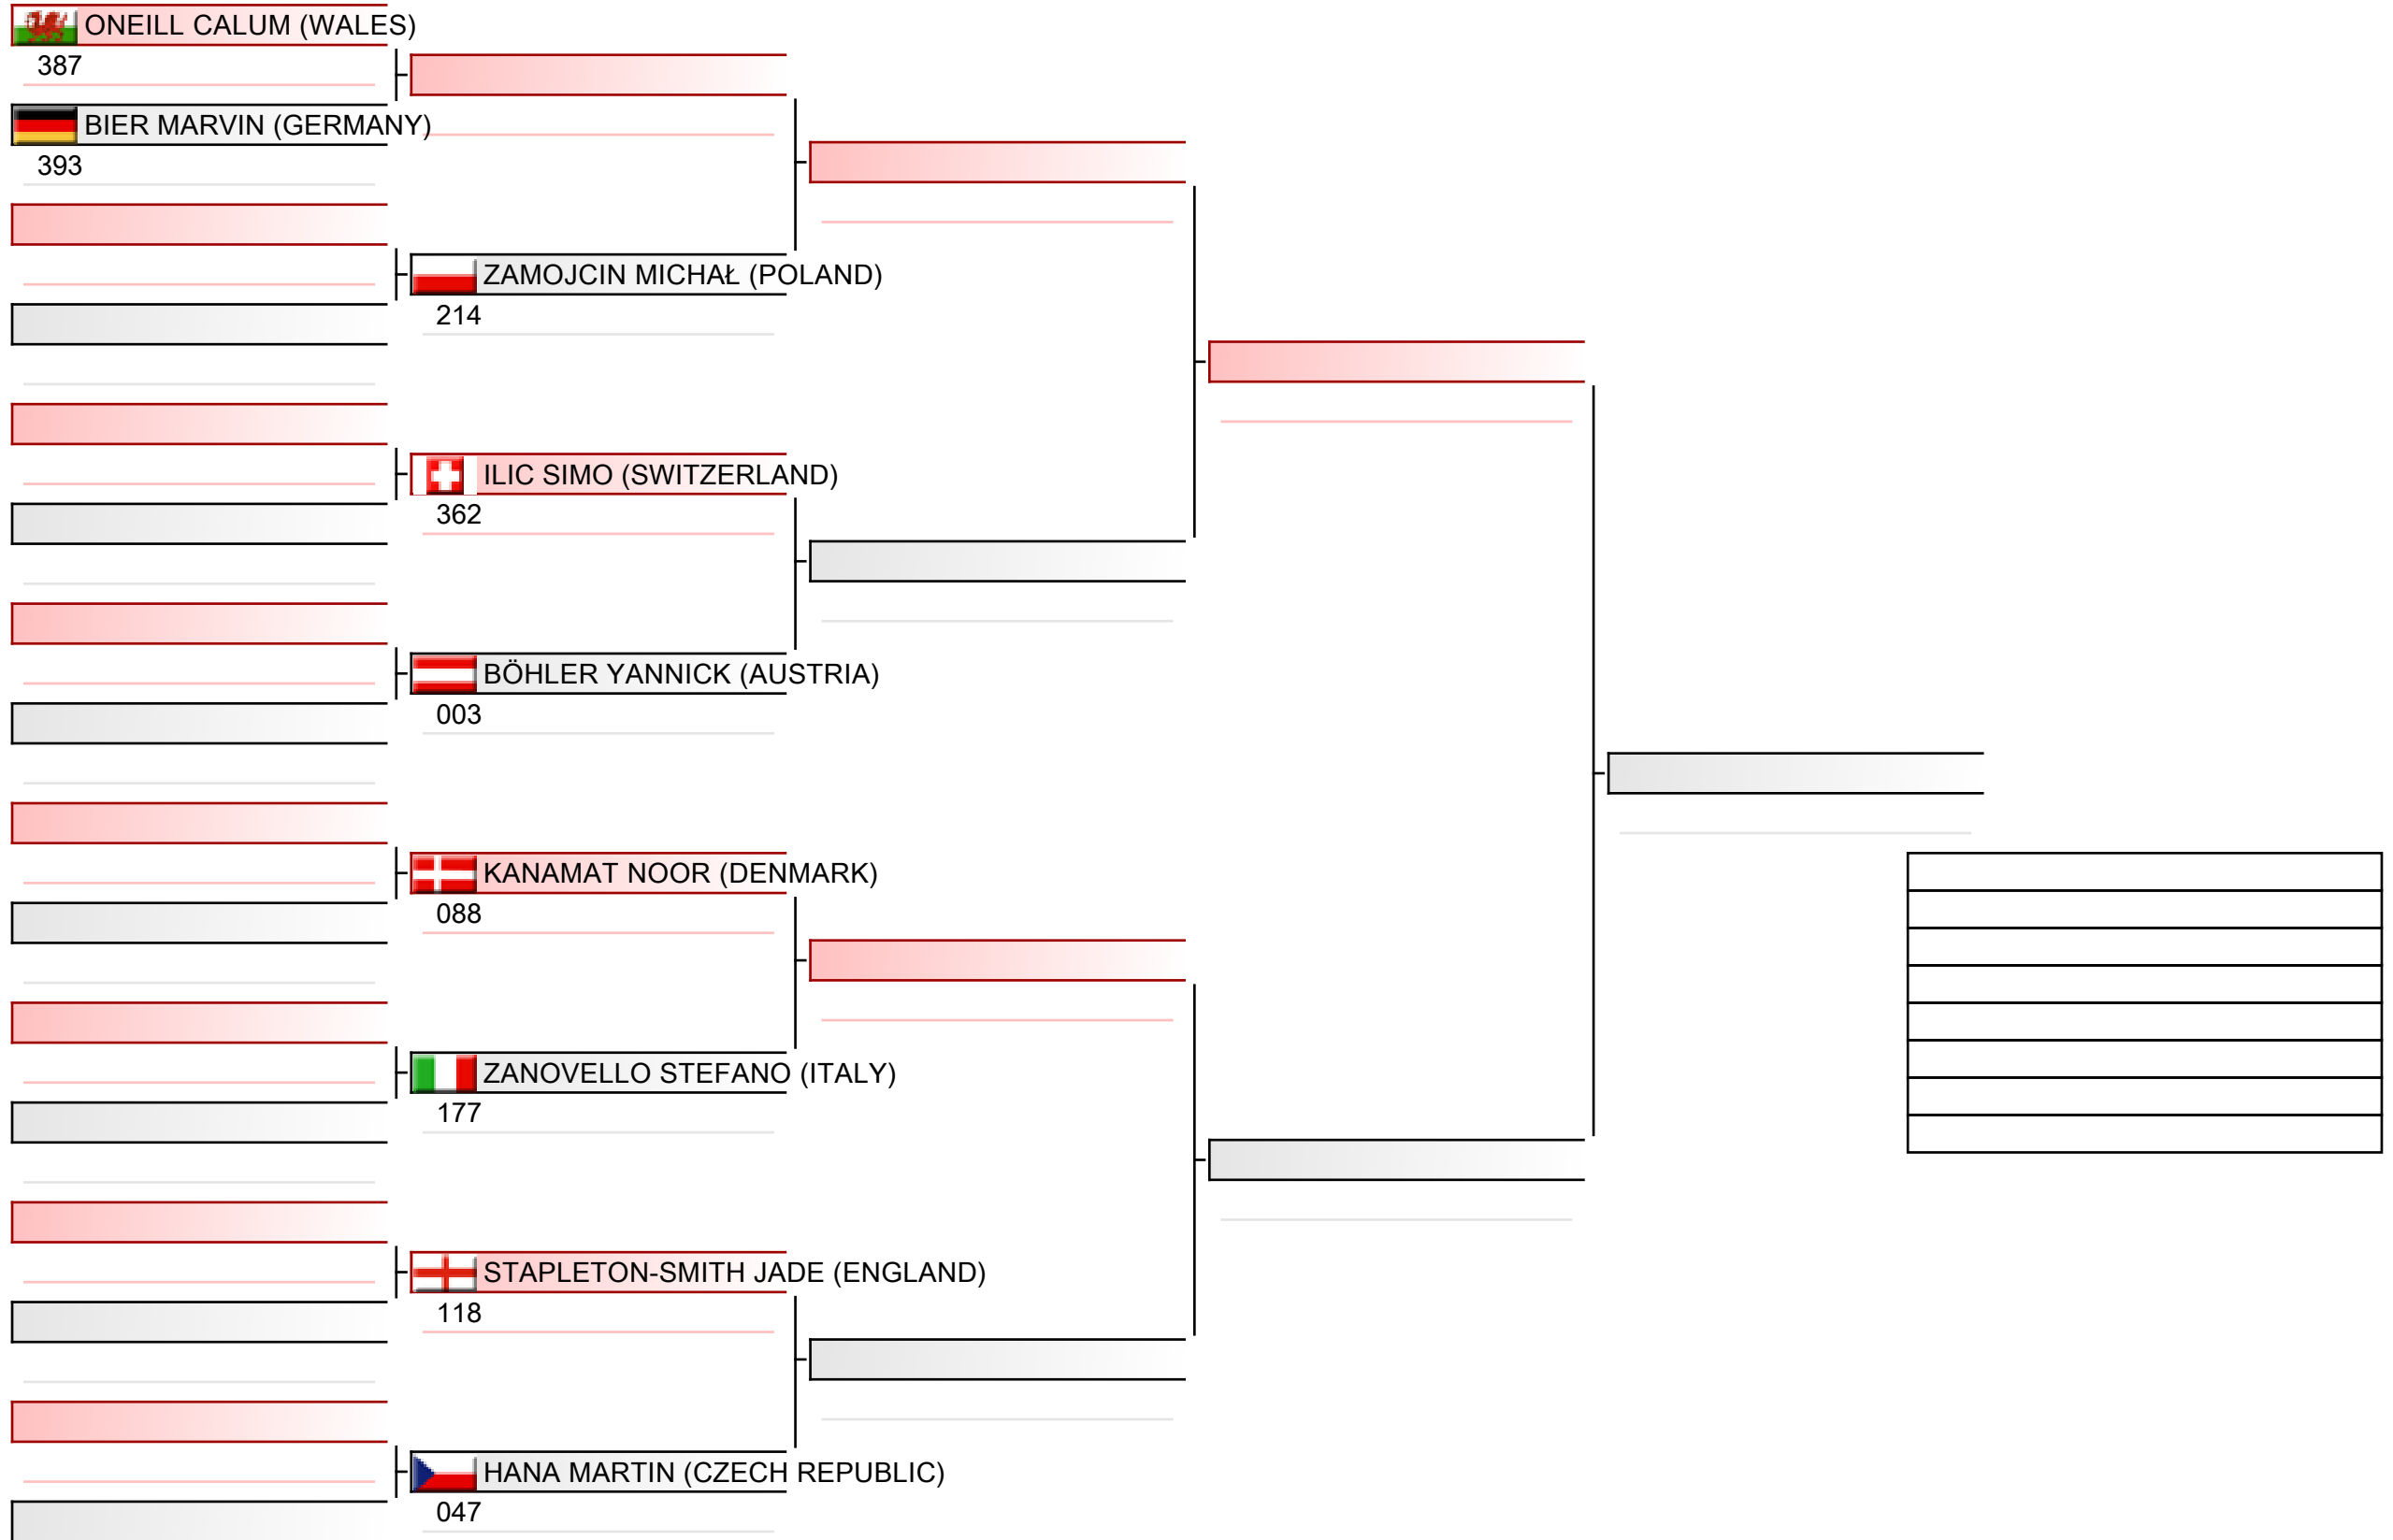 ONEILL CALUM (WALES)
387
BIER MARVIN (GERMANY)
393
ZAMOJCIN MICHAŁ (POLAND)
214
ILIC SIMO (SWITZERLAND)
362
BÖHLER YANNICK (AUSTRIA)
003
KANAMAT NOOR (DENMARK)
088
ZANOVELLO STEFANO (ITALY)
177
STAPLETON-SMITH JADE (ENGLAND)
118
HANA MARTIN (CZECH REPUBLIC)
047